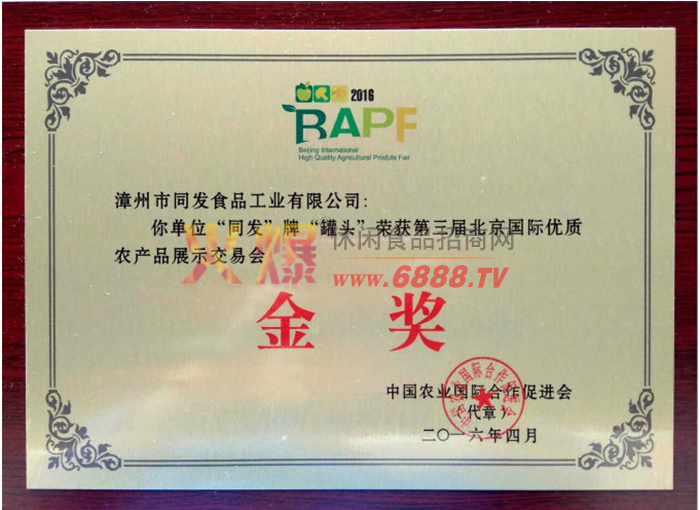 2016
BAPF
Beijing International
High Quality Agricultural Produts Fair
漳州市同发食品工业有限公司:
你单位“同发”牌“罐头”荣获第三届北京国际优质
农产品展示交易会
火爆
休闲食品招商网
www.6888.TV
金奖
中国农业国际合作促进会
(代章)
二〇一六年四月